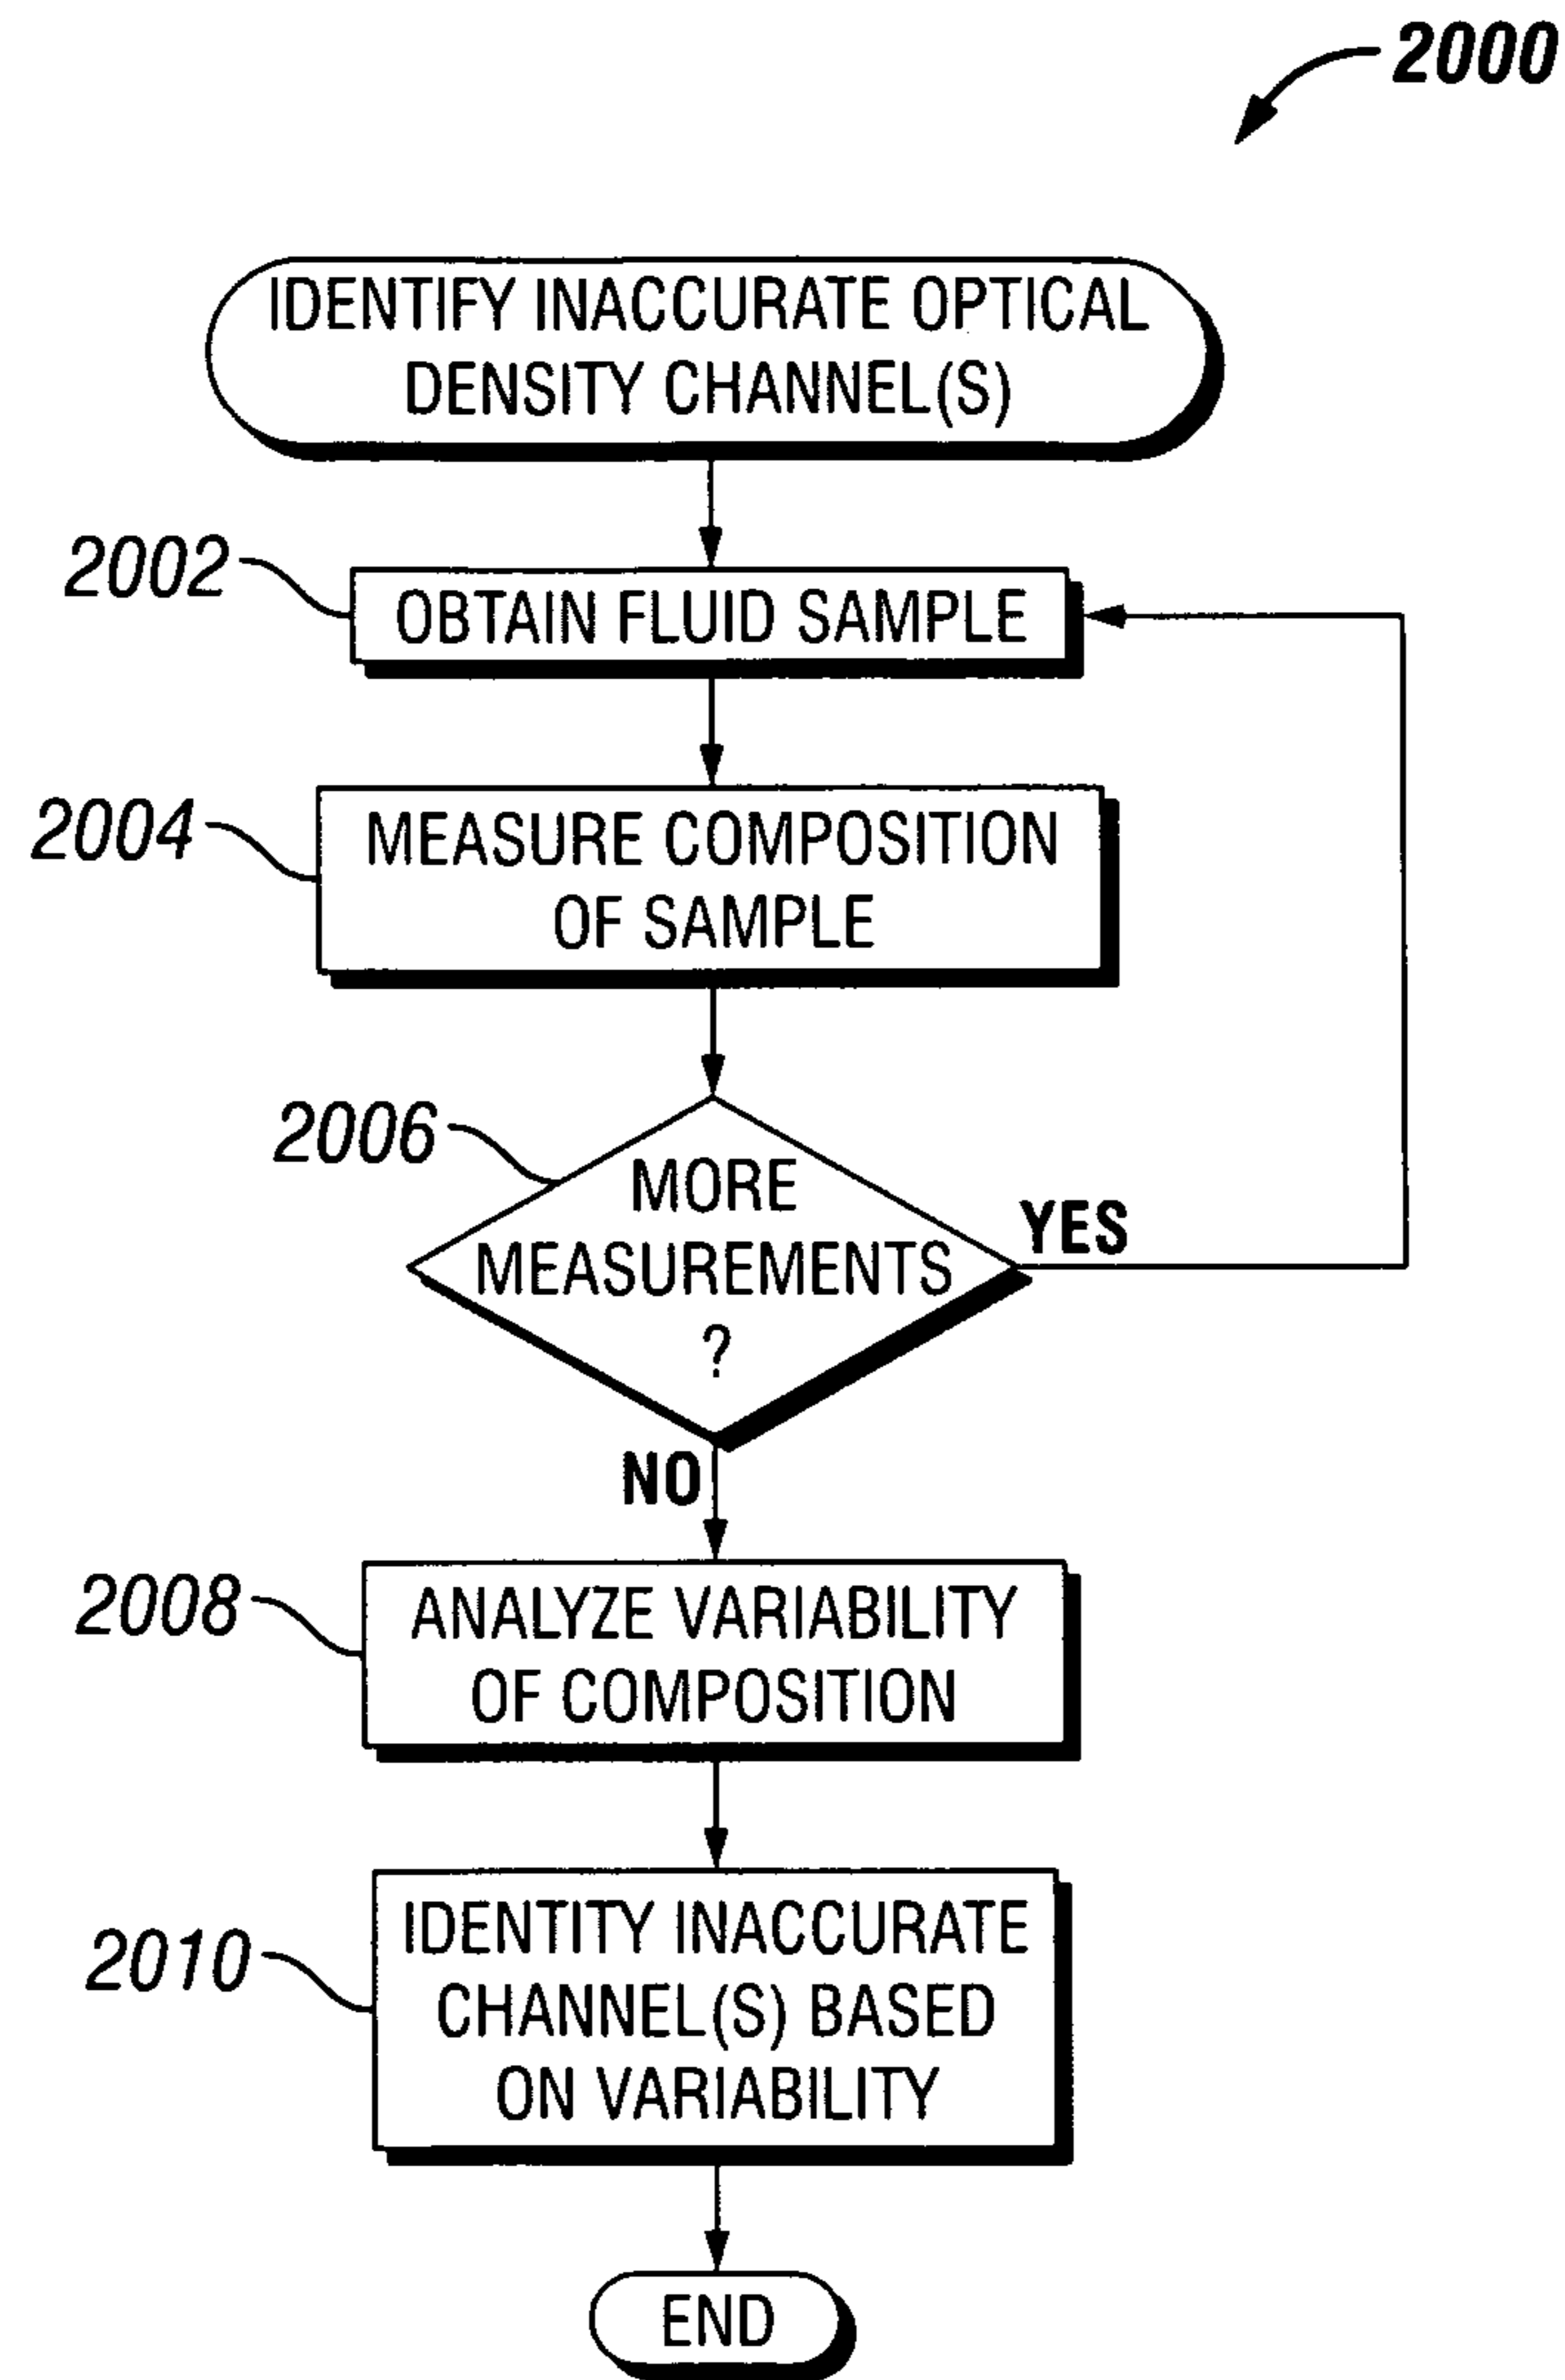 2000
IDENTIFY INACCURATE OPTICAL
DENSITY CHANNEL(S)
2002
OBTAIN FLUID SAMPLE
2004
MEASURE COMPOSITION
OF SAMPLE
2006
MORE
MEASUREMENTS
?
YES
NO
2008
ANALYZE VARIABILITY
OF COMPOSITION
2010
IDENTITY INACCURATE
CHANNEL(S) BASED
ON VARIABILITY
END